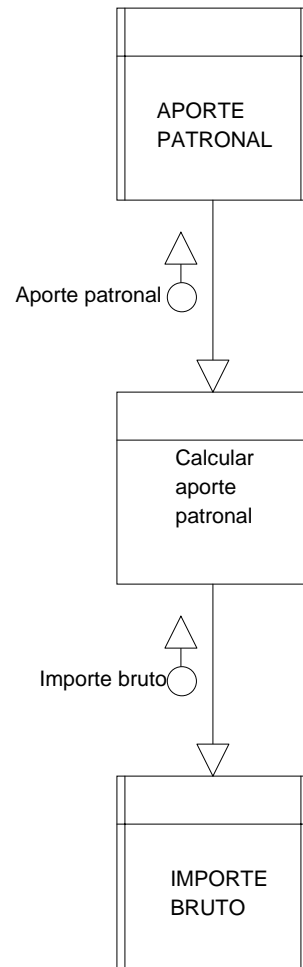 APORTE
PATRONAL
Aporte patronal
Calcular
aporte
patronal
Importe bruto
IMPORTE
BRUTO